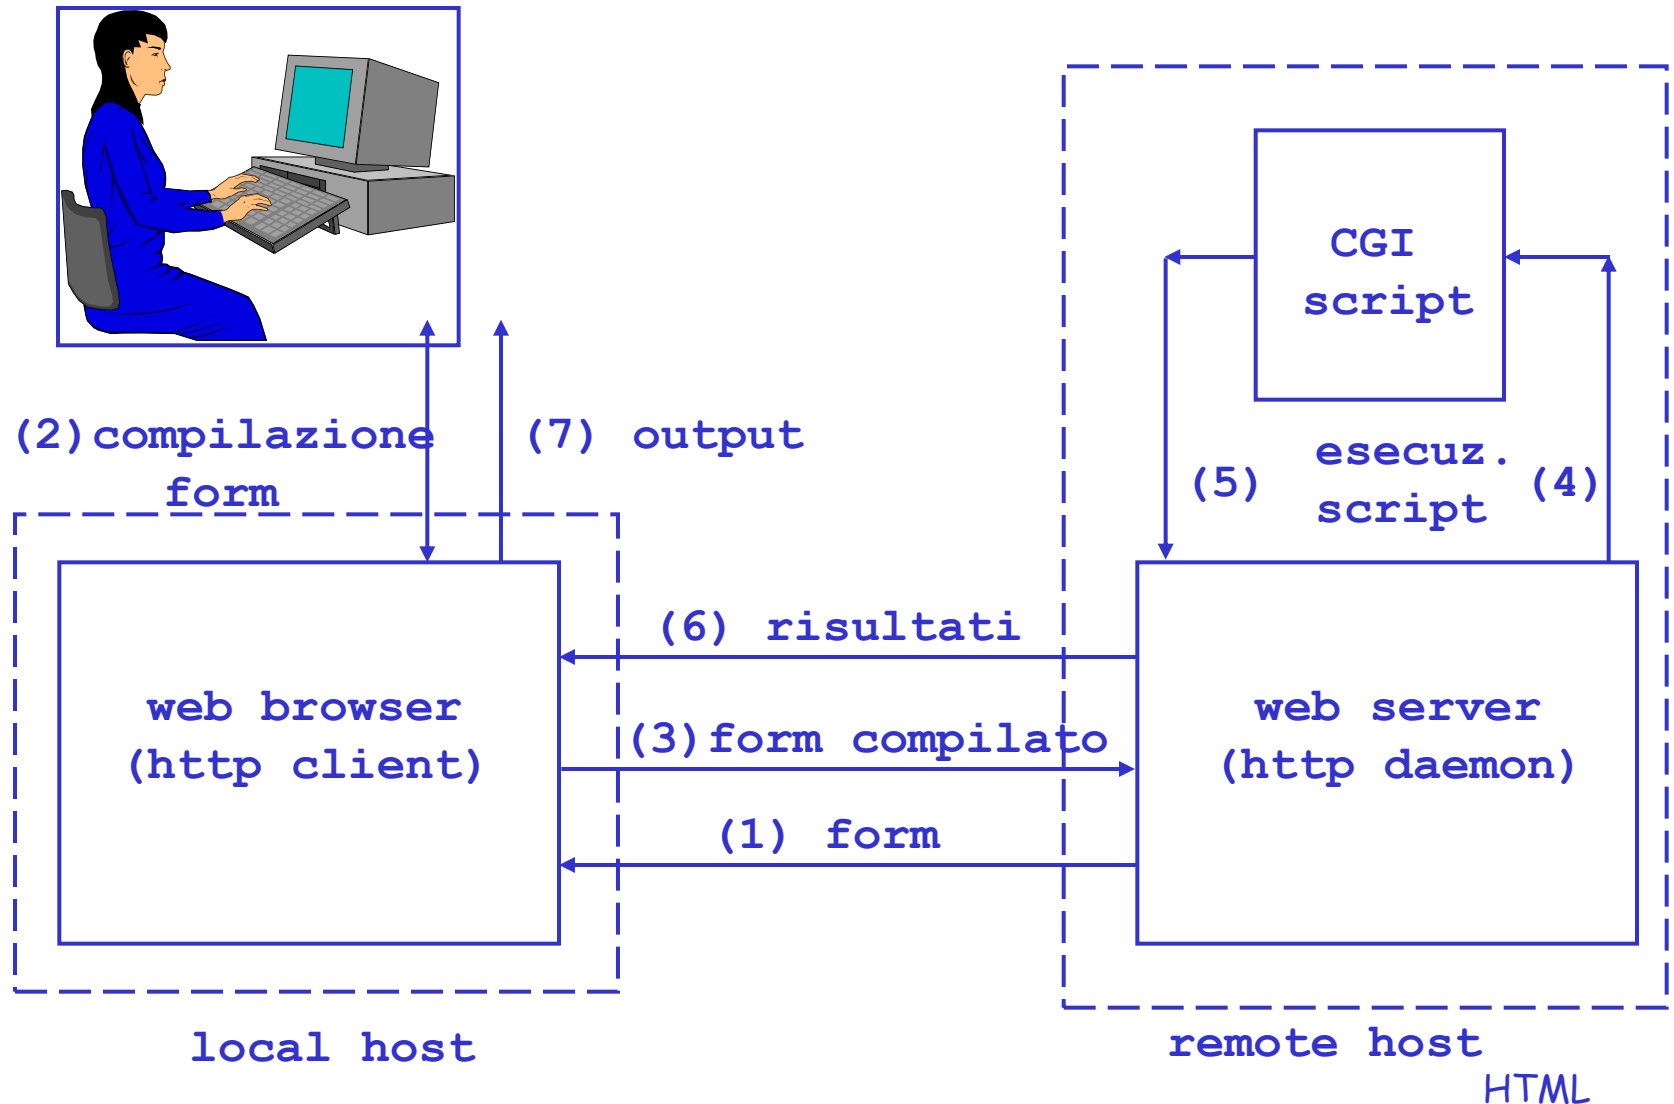 CGI
script
(2)compilazione
form
(7) output
(5)
esecuz.
script
(4)
(6) risultati
web browser
(http client)
(3)form compilato
web server
(http daemon)
(1) form
local host
remote host
HTML